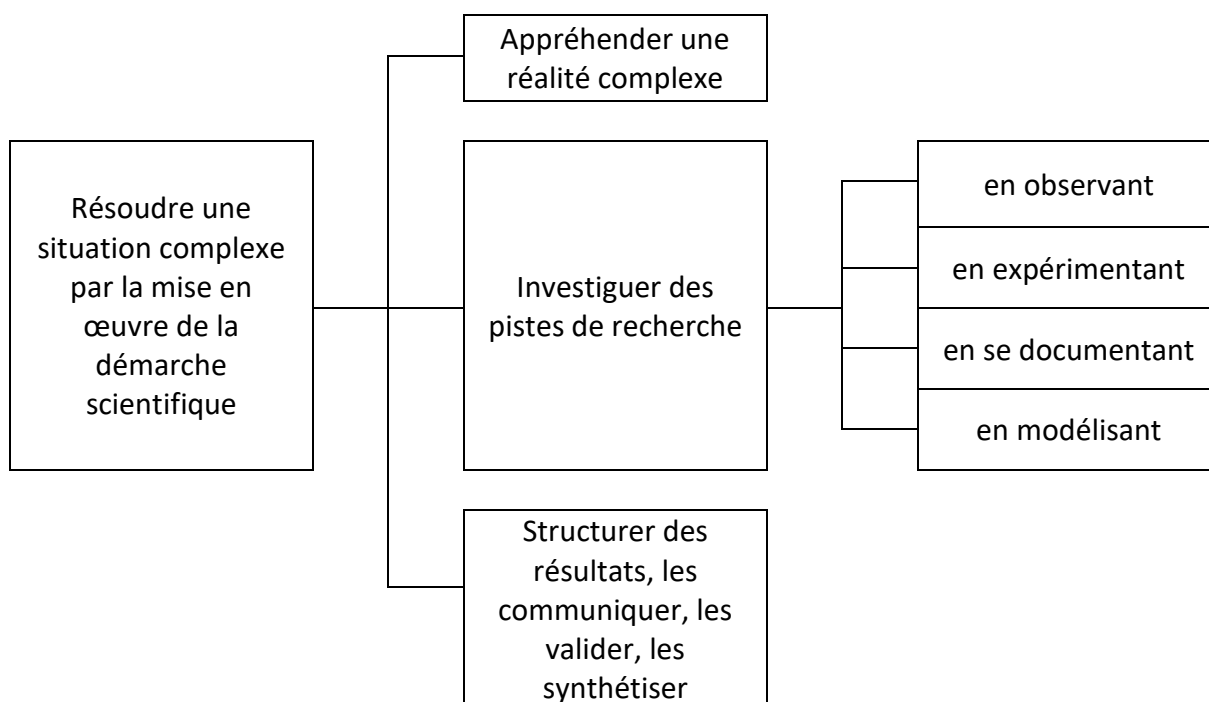 Résoudre une
situation complexe
par la mise en
œuvre de la
démarche
scientifique
Appréhender une
réalité complexe
Investiguer des
pistes de recherche
en observant
en expérimentant
en se documentant
en modélisant
Structurer des
résultats, les
communiquer, les
valider, les
synthétiser